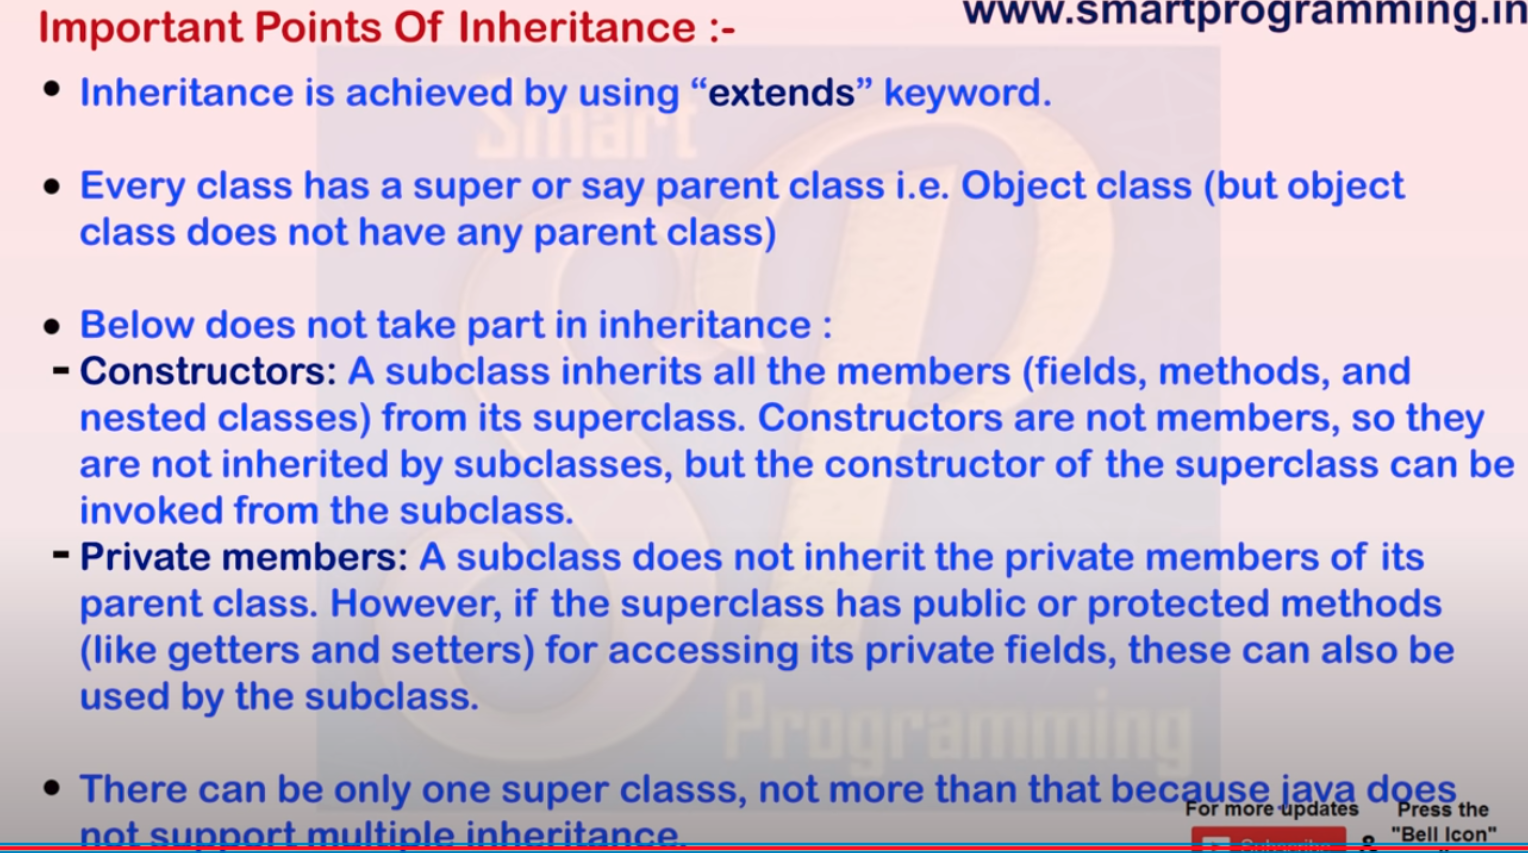 Important Points Of Inheritance :-
www.smartprogramming.in
• Inheritance is achieved by using “extends” keyword.
• Every class has a super or say parent class i.e. Object class (but object
class does not have any parent class)
• Below does not take part in inheritance :
- Constructors: A subclass inherits all the members (fields, methods, and
nested classes) from its superclass. Constructors are not members, so they
are not inherited by subclasses, but the constructor of the superclass can be
invoked from the subclass.
- Private members: A subclass does not inherit the private members of its
parent class. However, if the superclass has public or protected methods
(like getters and setters) for accessing its private fields, these can also be
used by the subclass.
• There can be only one super classs, not more than that because java does
not support multiple inheritance.
For more updates
Subscribe
&
Press the
"Bell Icon"
Smart
SP
Programming